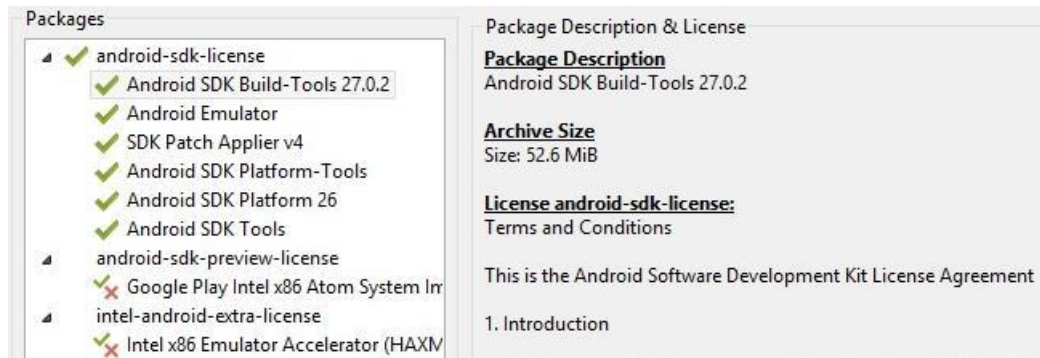 Packages
android-sdk-license
Android SDK Build-Tools 27.0.2
Android Emulator
SDK Patch Applier v4
Android SDK Platform-Tools
Android SDK Platform 26
Android SDK Tools
android-sdk-preview-license
Google Play Intel x86 Atom System
intel-android-extra-license
Intel x86 Emulator Accelerator (HAXM
Package Description & License
Package Description
Android SDK Build-Tools 27.0.2
Archive Size
Size: 52.6 MiB
License android-sdk-license:
Terms and Conditions
This is the Android Software Development Kit License Agreement
1. Introduction